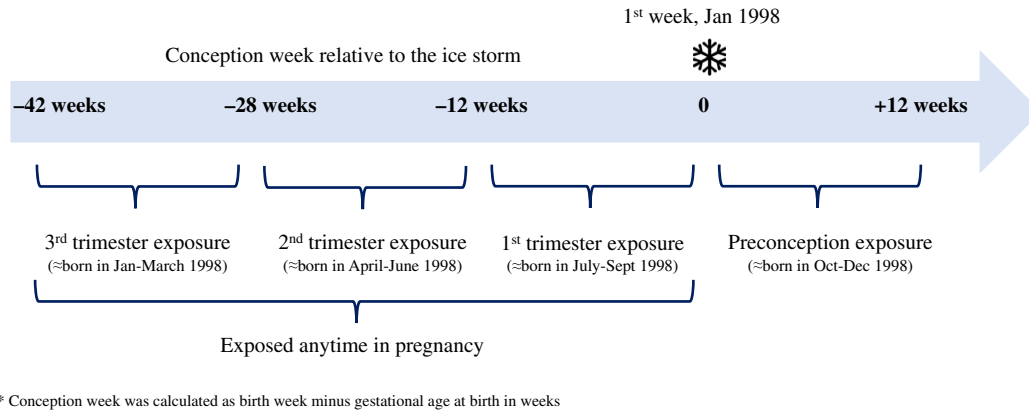 1st week, Jan 1998
Conception week relative to the ice storm
–42 weeks –28 weeks –12 weeks 0 +12 weeks
3rd trimester exposure 2nd trimester exposure 1st trimester exposure Preconception exposure
(≈born in Jan-March 1998) (≈born in April-June 1998) (≈born in July-Sept 1998) (≈born in Oct-Dec 1998)
Exposed anytime in pregnancy
* Conception week was calculated as birth week minus gestational age at birth in weeks